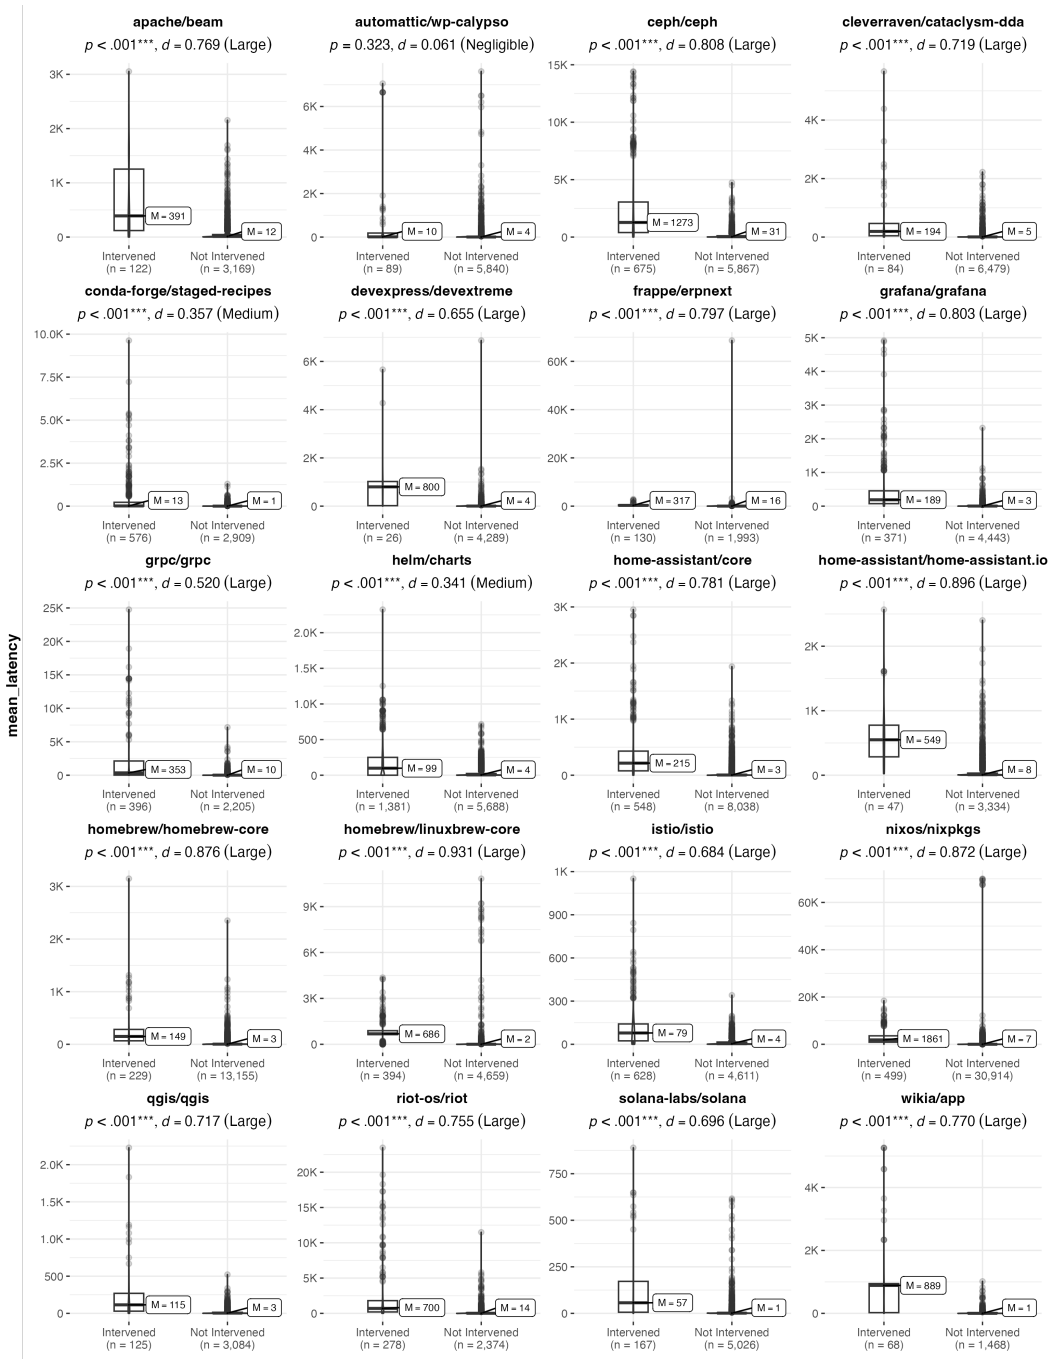 mean_latency
apache/beam
p < .001***, d = 0.769 (Large)
3K
2K
1K
0
M = 391
M = 12
Intervened
(n = 122)
Not Intervened
(n = 3,169)
automattic/wp-calypso
p = 0.323, d = 0.061 (Negligible)
6K
4K
2K
0
M = 10
M = 4
Intervened
(n = 89)
Not Intervened
(n = 5,840)
ceph/ceph
p < .001***, d = 0.808 (Large)
15K
10K
5K
0
M = 1273
M = 31
Intervened
(n = 675)
Not Intervened
(n = 5,867)
cleverraven/cataclysm-dda
p < .001***, d = 0.719 (Large)
4K
2K
0
M = 194
M = 5
Intervened
(n = 84)
Not Intervened
(n = 6,479)
conda-forge/staged-recipes
p < .001***, d = 0.357 (Medium)
10.0K
7.5K
5.0K
2.5K
0
M = 13
M = 1
Intervened
(n = 576)
Not Intervened
(n = 2,909)
devexpress/devextreme
p < .001***, d = 0.655 (Large)
6K
4K
2K
0
M = 800
M = 4
Intervened
(n = 26)
Not Intervened
(n = 4,289)
frappe/erpnext
p < .001***, d = 0.797 (Large)
60K
40K
20K
0
M = 317
M = 16
Intervened
(n = 130)
Not Intervened
(n = 1,993)
grafana/grafana
p < .001***, d = 0.803 (Large)
5K
4K
3K
2K
1K
0
M = 189
M = 3
Intervened
(n = 371)
Not Intervened
(n = 4,443)
grpc/grpc
p < .001***, d = 0.520 (Large)
25K
20K
15K
10K
5K
0
M = 353
M = 10
Intervened
(n = 396)
Not Intervened
(n = 2,205)
helm/charts
p < .001***, d = 0.341 (Medium)
2.0K
1.5K
1.0K
500
0
M = 99
M = 4
Intervened
(n = 1,381)
Not Intervened
(n = 5,688)
home-assistant/core
p < .001***, d = 0.781 (Large)
3K
2K
1K
0
M = 215
M = 3
Intervened
(n = 548)
Not Intervened
(n = 8,038)
home-assistant/home-assistant.io
p < .001***, d = 0.896 (Large)
2K
1K
0
M = 549
M = 8
Intervened
(n = 47)
Not Intervened
(n = 3,334)
homebrew/homebrew-core
p < .001***, d = 0.876 (Large)
3K
2K
1K
0
M = 149
M = 3
Intervened
(n = 229)
Not Intervened
(n = 13,155)
homebrew/linuxbrew-core
p < .001***, d = 0.931 (Large)
9K
6K
3K
0
M = 686
M = 2
Intervened
(n = 394)
Not Intervened
(n = 4,659)
istio/istio
p < .001***, d = 0.684 (Large)
1K
900
600
300
0
M = 79
M = 4
Intervened
(n = 628)
Not Intervened
(n = 4,611)
nixos/nixpkgs
p < .001***, d = 0.872 (Large)
60K
40K
20K
0
M = 1861
M = 7
Intervened
(n = 499)
Not Intervened
(n = 30,914)
qgis/qgis
p < .001***, d = 0.717 (Large)
2.0K
1.5K
1.0K
500
0
M = 115
M = 3
Intervened
(n = 125)
Not Intervened
(n = 3,084)
riot-os/riot
p < .001***, d = 0.755 (Large)
20K
15K
10K
5K
0
M = 700
M = 14
Intervened
(n = 278)
Not Intervened
(n = 2,374)
solana-labs/solana
p < .001***, d = 0.696 (Large)
750
500
250
0
M = 57
M = 1
Intervened
(n = 167)
Not Intervened
(n = 5,026)
wikia/app
p < .001***, d = 0.770 (Large)
4K
2K
0
M = 889
M = 1
Intervened
(n = 68)
Not Intervened
(n = 1,468)